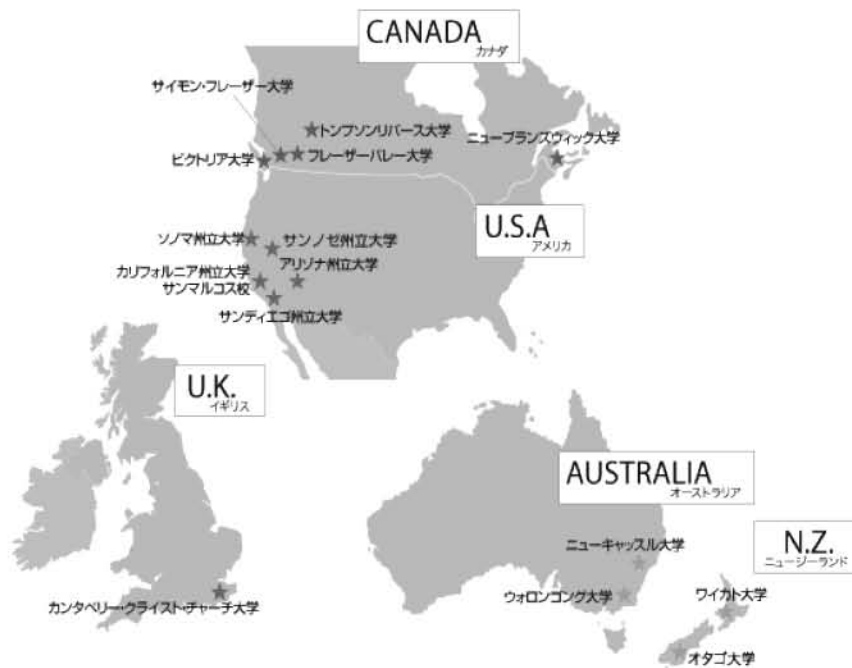 CANADA
カナダ
サイモン・フレーザー大学
トンプソンリバース大学
ニューブランズウィック大学
ビクトリア大学
フレーザーバレー大学
U.S.A
アメリカ
ソノマ州立大学
サンノゼ州立大学
アリゾナ州立大学
カリフォルニア州立大学
サンマルコス校
サンディエゴ州立大学
U.K.
イギリス
カンタベリー・クライスト・チャーチ大学
AUSTRALIA
オーストラリア
ニューキャッスル大学
ウォロンゴング大学
N.Z.
ニュージーランド
ワイカト大学
オタゴ大学